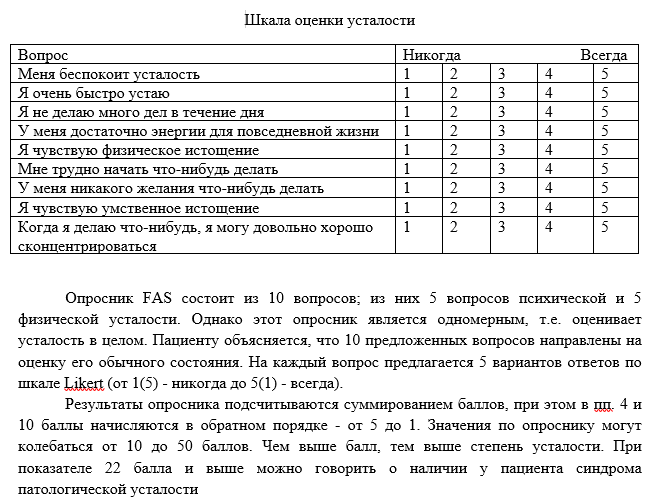 Шкала оценки усталости
Вопрос Никогда Всегда
Меня беспокоит усталость 1 2 3 4 5
Я очень быстро устаю 1 2 3 4 5
Я не делаю много дел в течение дня 1 2 3 4 5
У меня достаточно энергии для повседневной жизни 1 2 3 4 5
Я чувствую физическое истощение 1 2 3 4 5
Мне трудно начать что-нибудь делать 1 2 3 4 5
У меня никакого желания что-нибудь делать 1 2 3 4 5
Я чувствую умственное истощение 1 2 3 4 5
Когда я делаю что-нибудь, я могу довольно хорошо 1 2 3 4 5
сконцентрироваться
Опросник FAS состоит из 10 вопросов; из них 5 вопросов психической и 5
физической усталости. Однако этот опросник является одномерным, т.е. оценивает
усталость в целом. Пациенту объясняется, что 10 предложенных вопросов направлены на
оценку его обычного состояния. На каждый вопрос предлагается 5 вариантов ответов по
шкале Likert (от 1(5) - никогда до 5(1) - всегда).
Результаты опросника подсчитываются суммированием баллов, при этом в пп. 4 и
10 баллы начисляются в обратном порядке - от 5 до 1. Значения по опроснику могут
колебаться от 10 до 50 баллов. Чем выше балл, тем выше степень усталости. При
показателе 22 балла и выше можно говорить о наличии у пациента синдрома
патологической усталости